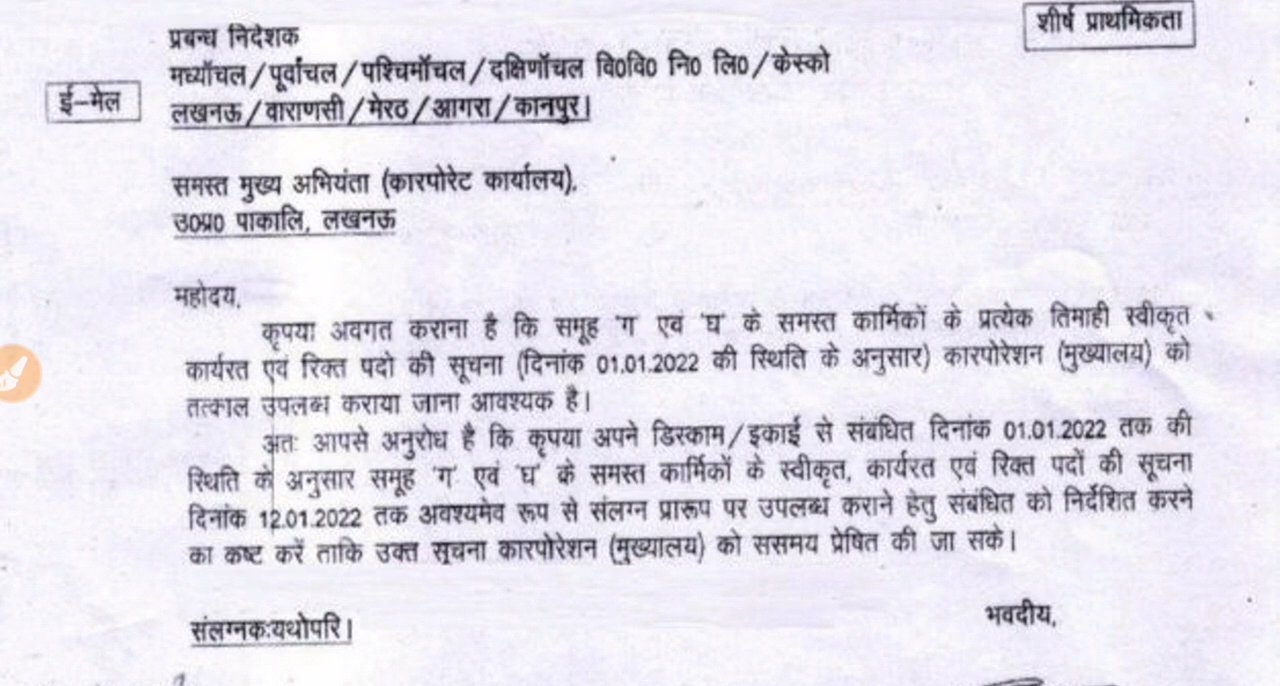 शीर्ष प्राथमिकता
प्रबन्ध निदेशक
मध्यॉचल/पूर्वांचल/पश्चिमॉचल/दक्षिणॉचल वि0वि0 नि0 लि0/केस्को
ई-मेल
लखनऊ/वाराणसी/मेरठ/आगरा/कानपुर।
समस्त मुख्य अभियंता (कारपोरेट कार्यालय),
उ0प्र0 पाकालि, लखनऊ
महोदय,
कृपया अवगत कराना है कि समूह 'ग' एवं 'घ' के समस्त कार्मिकों के प्रत्येक तिमाही स्वीकृत
कार्यरत एवं रिक्त पदो की सूचना (दिनांक 01.01.2022 की स्थिति के अनुसार) कारपोरेशन (मुख्यालय) को
तत्काल उपलब्ध कराया जाना आवश्यक है।
अतः आपसे अनुरोध है कि कृपया अपने डिस्काम/इकाई से संबंधित दिनांक 01.01.2022 तक की
स्थिति के अनुसार समूह 'ग' एवं 'घ' के समस्त कार्मिकों के स्वीकृत, कार्यरत एवं रिक्त पदों की सूचना
दिनांक 12.01.2022 तक अवश्यमेव रूप से संलग्न प्रारूप पर उपलब्ध कराने हेतु संबंधित को निर्देशित करने
का कष्ट करें ताकि उक्त सूचना कारपोरेशन (मुख्यालय) को ससमय प्रेषित की जा सके।
संलग्नक:यथोपरि।
भवदीय,